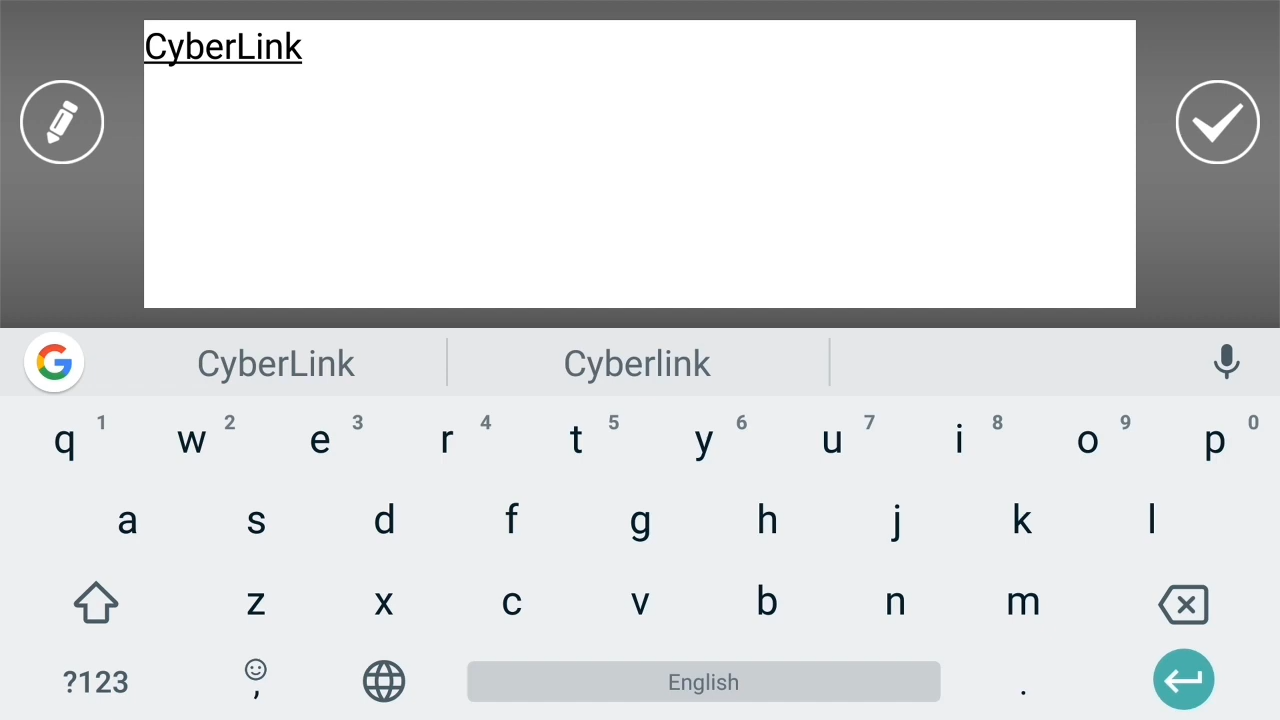 CyberLink
CyberLink Cyberlink
q 1 w 2 e 3 r 4 t 5 y 6 u 7 i 8 o 9 p 0
a s d f g h j k l
z x c v b n m
?123 , English .